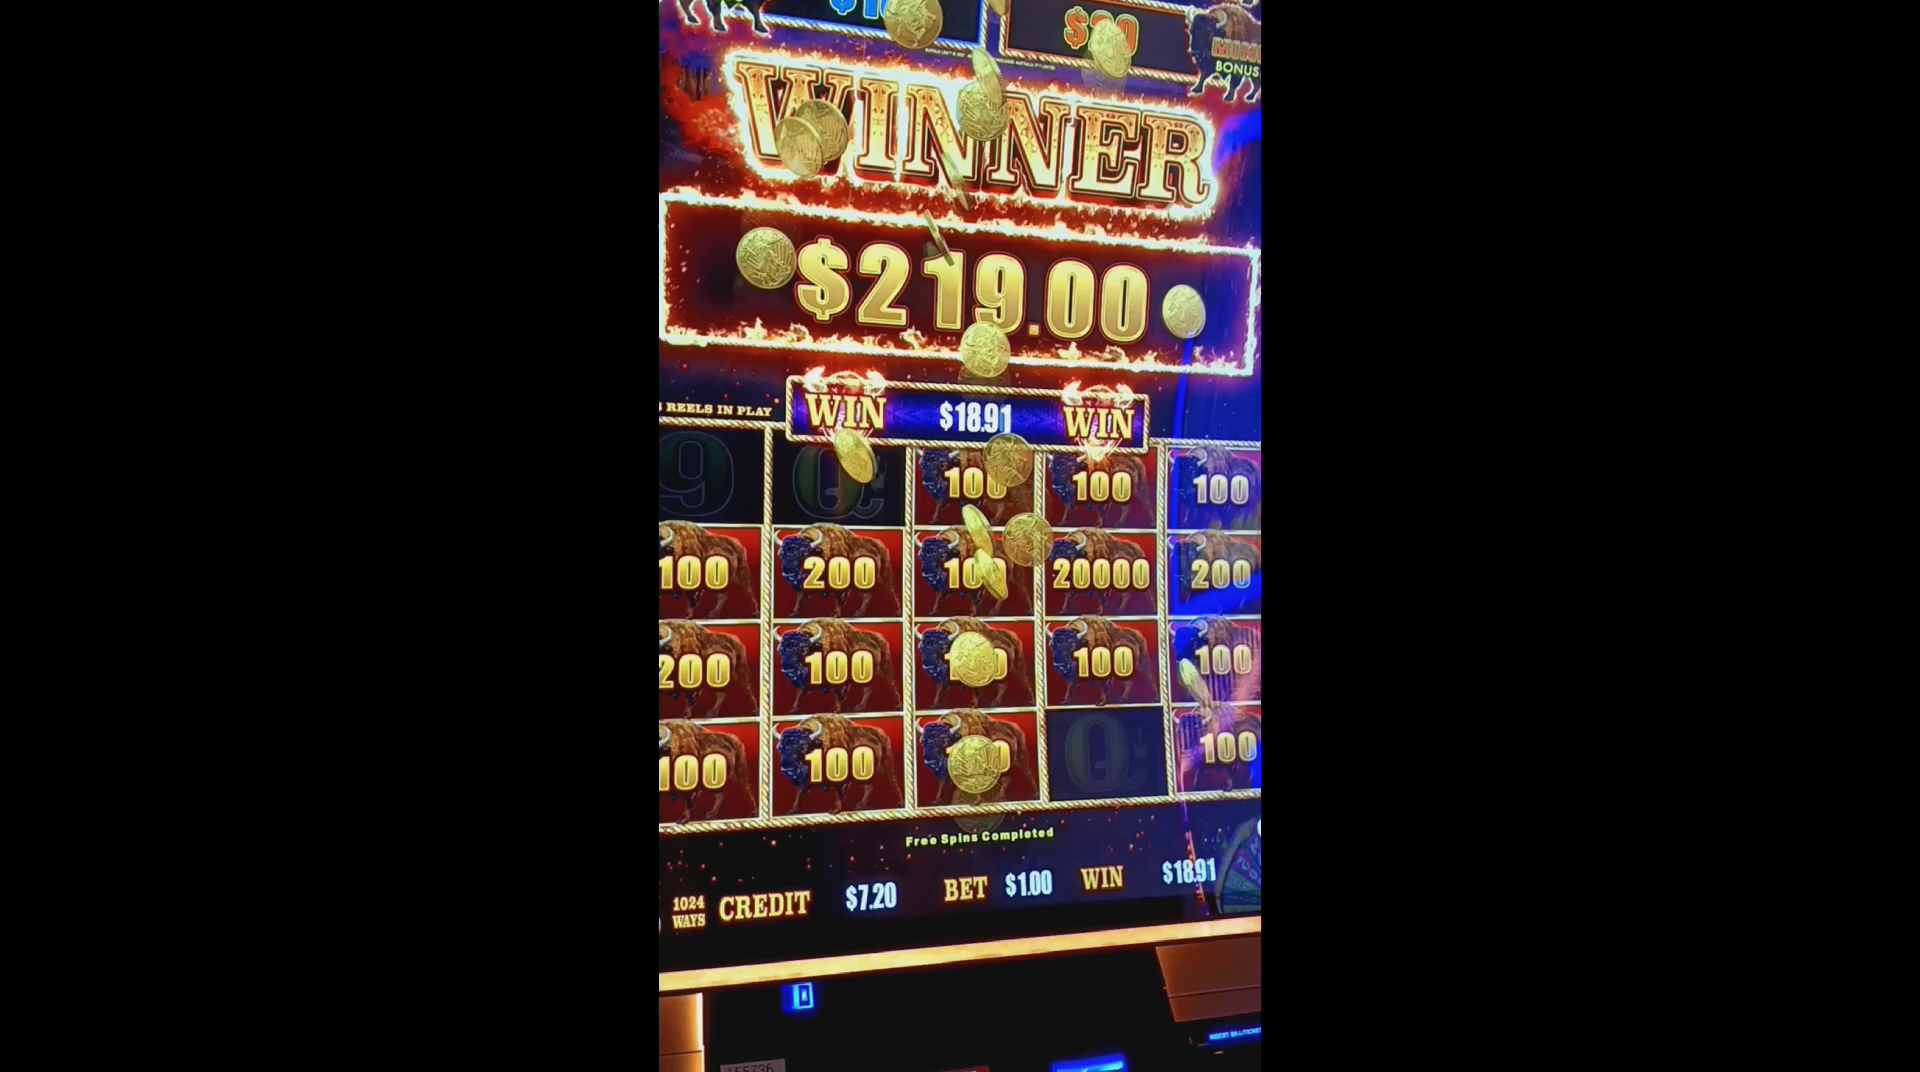 BONUS
WINNER
$219.00
REELS IN PLAY
WIN $18.91 WIN
9 Q 100 100 100
100 200 100 20000 200
200 100 100 100
100 100 Q 100
Free Spins Completed
1024 WAYS CREDIT $7.20 BET $1.00 WIN $18.91